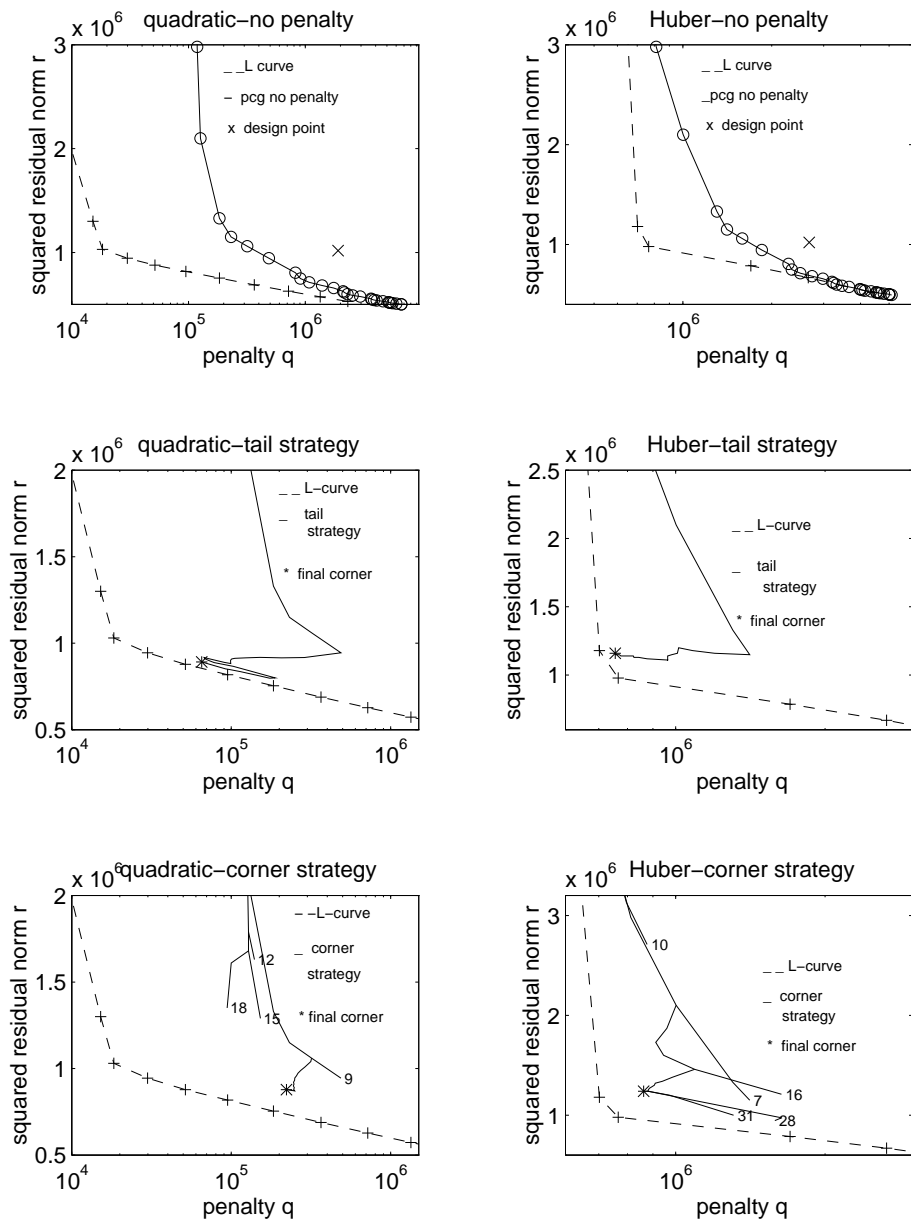 quadratic–no penalty
x 10^6
3
2
1
squared residual norm r
_ _L curve
_ pcg no penalty
x design point
10^4
10^5
10^6
penalty q
Huber–no penalty
x 10^6
3
2
1
squared residual norm r
_ _L curve
_pcg no penalty
x design point
10^6
penalty q
quadratic–tail strategy
x 10^6
2
1.5
1
0.5
squared residual norm r
_ _ L–curve
_ tail
strategy
* final corner
10^4
10^5
10^6
penalty q
Huber–tail strategy
x 10^6
2.5
2
1.5
1
squared residual norm r
_ _ L–curve
_ tail
strategy
* final corner
10^6
penalty q
quadratic–corner strategy
x 10^6
2
1.5
1
0.5
squared residual norm r
_ _L–curve
_ corner
strategy
* final corner
12
18
15
9
10^4
10^5
10^6
penalty q
Huber–corner strategy
x 10^6
3
2
1
squared residual norm r
_ _ L–curve
_ corner
strategy
* final corner
10
16
7
31
28
10^6
penalty q